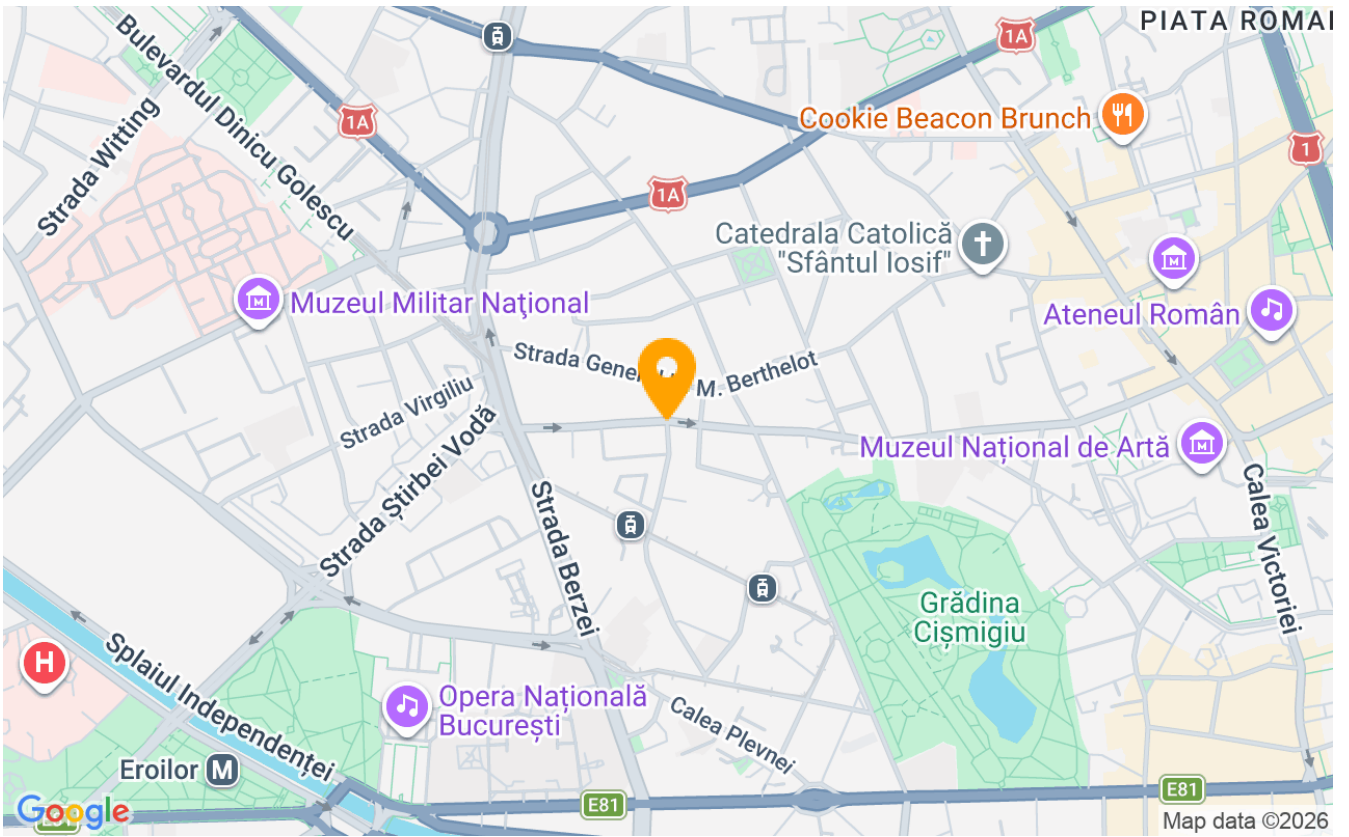 PIATA ROMA
Bulevardul Dinicu Golescu
1A
Strada Witting
1A
Cookie Beacon Brunch
1
1A
Catedrala Catolică
"Sfântul Iosif"
Muzeul Militar Naţional
Ateneul Român
Strada Gene
M. Berthelot
Strada Virgiliu
Muzeul Național de Artă
Strada Știrbei Vodă
Strada Berzei
Calea Victoriei
Grădina
Cișmigiu
H
Splaiul Independenței
Opera Națională
București
Calea Plevnei
Eroilor M
E81
E81
Google
Map data ©2026